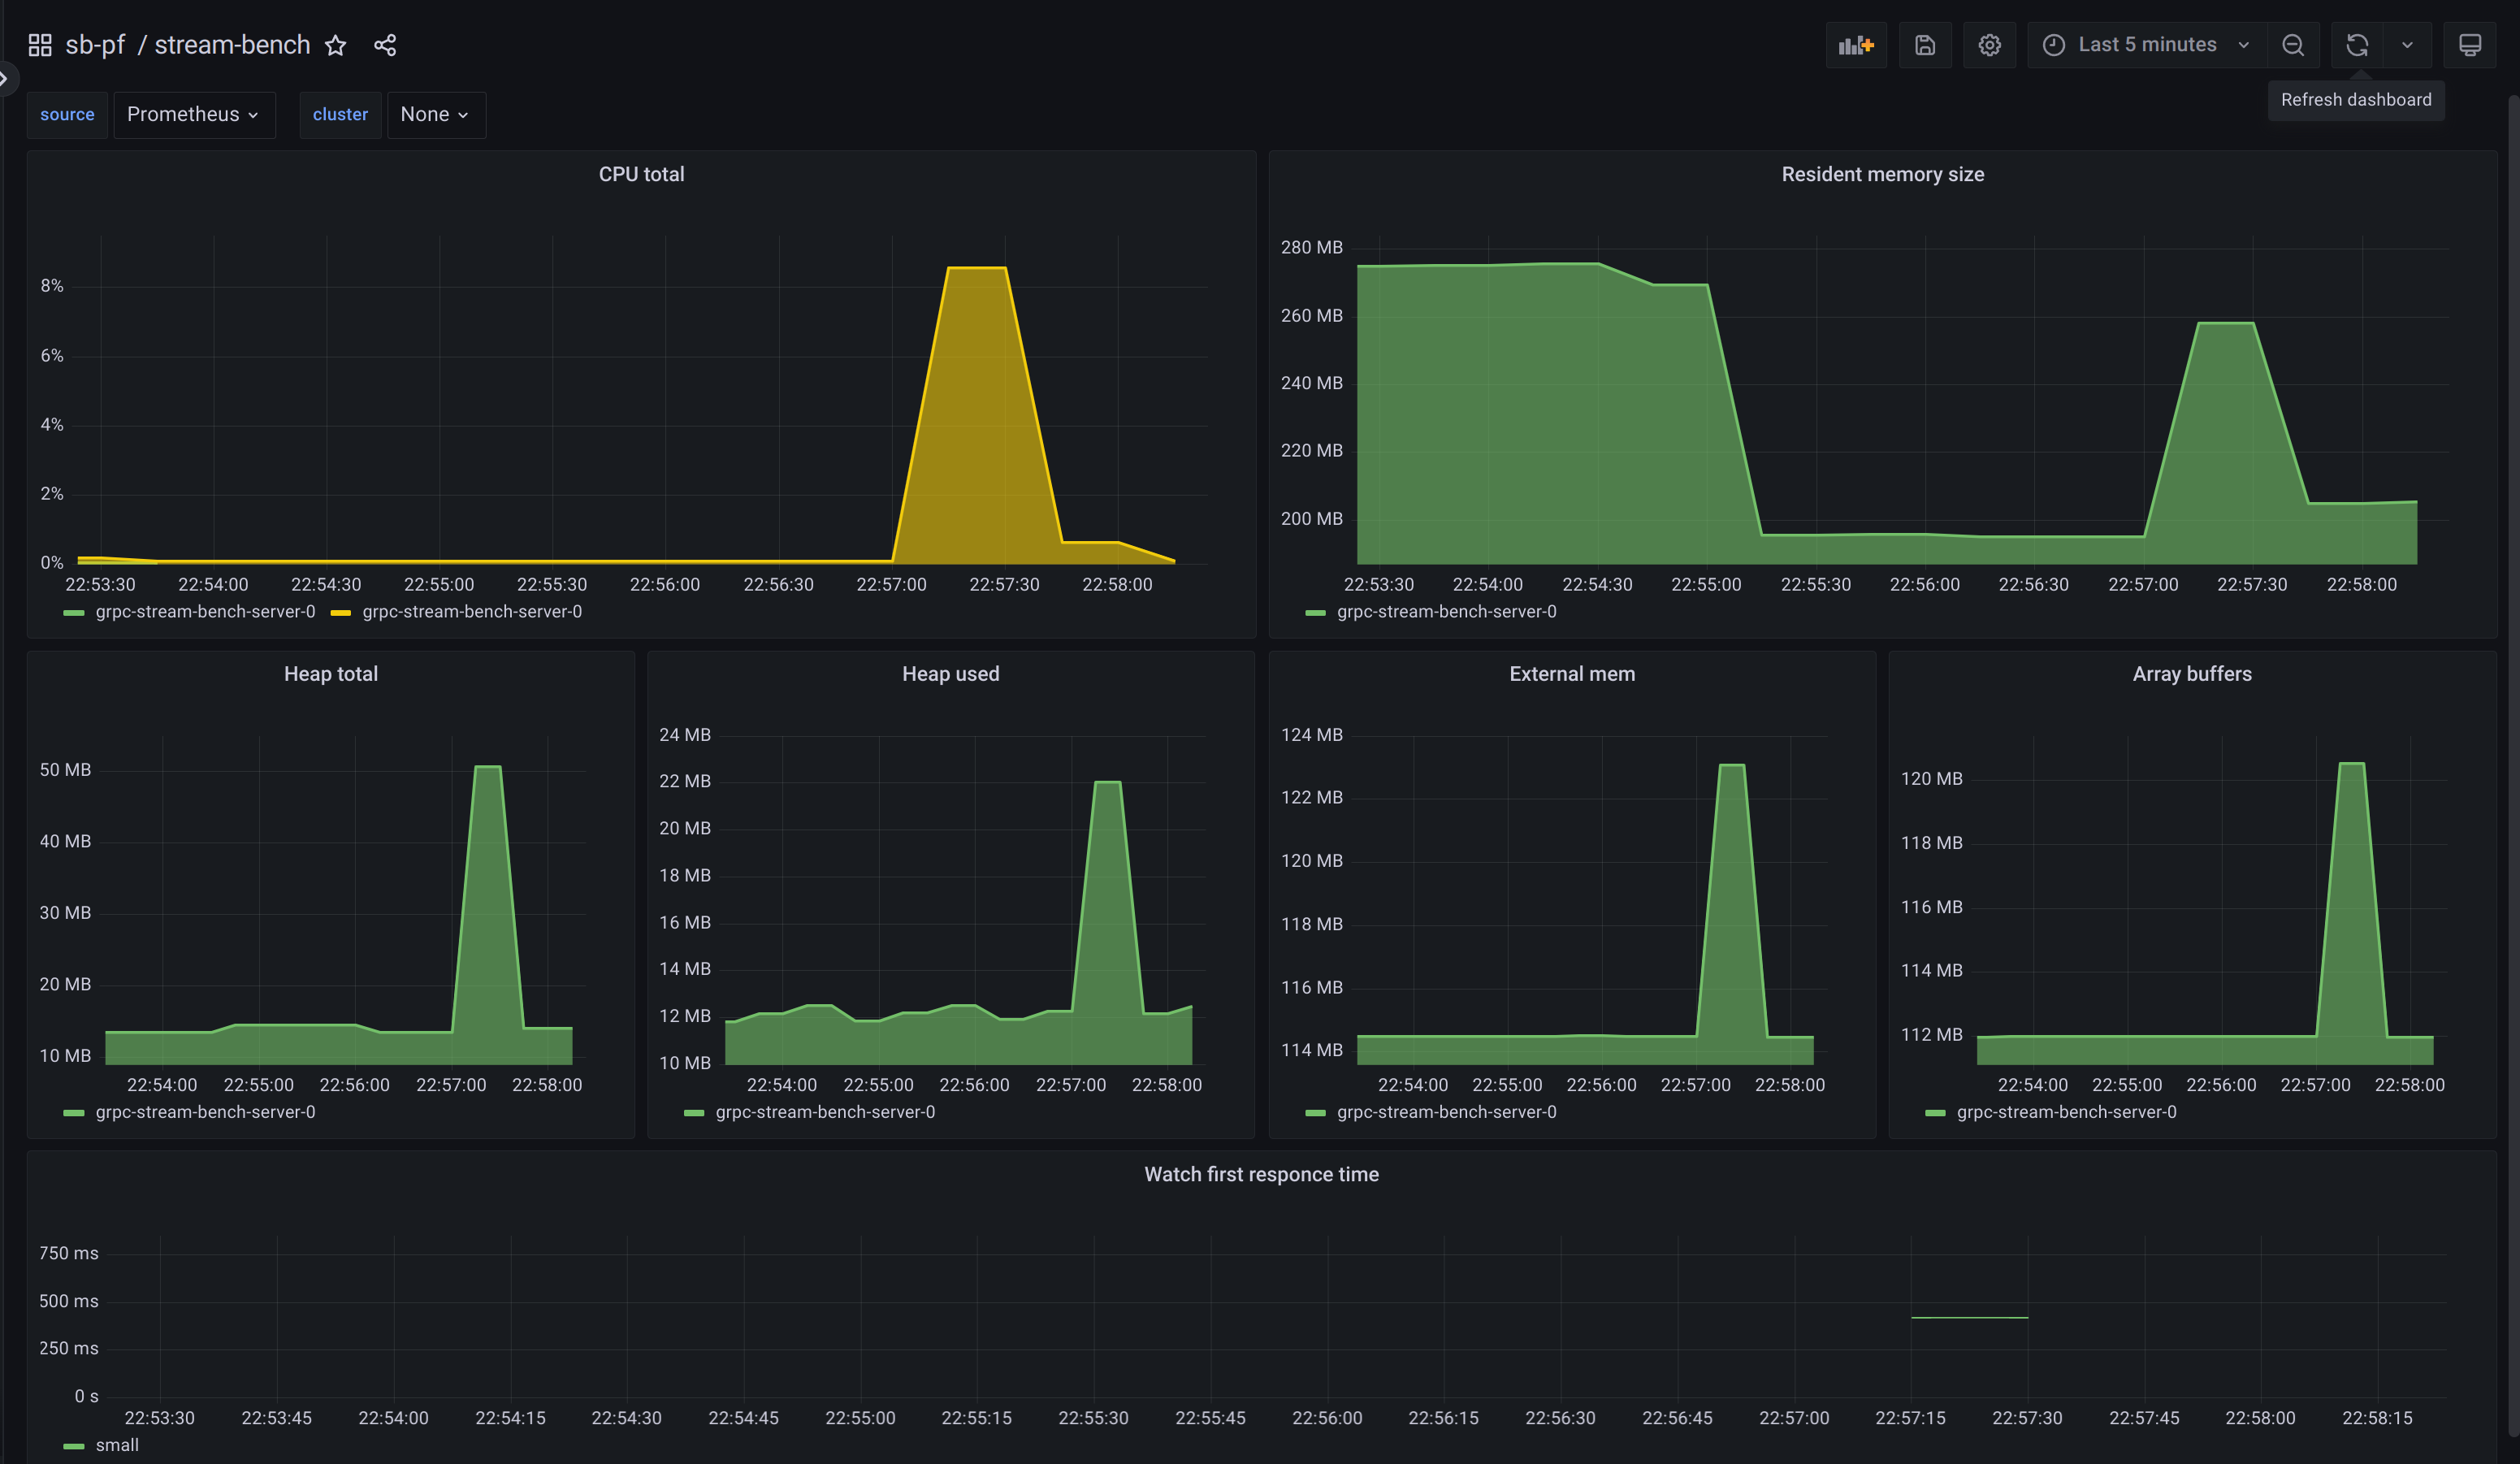 sb-pf / stream-bench
Last 5 minutes
Refresh dashboard
source Prometheus cluster None
CPU total
8%
6%
4%
2%
0%
22:53:30 22:54:00 22:54:30 22:55:00 22:55:30 22:56:00 22:56:30 22:57:00 22:57:30 22:58:00
grpc-stream-bench-server-0 grpc-stream-bench-server-0
Resident memory size
280 MB
260 MB
240 MB
220 MB
200 MB
22:53:30 22:54:00 22:54:30 22:55:00 22:55:30 22:56:00 22:56:30 22:57:00 22:57:30 22:58:00
grpc-stream-bench-server-0
Heap total
50 MB
40 MB
30 MB
20 MB
10 MB
22:54:00 22:55:00 22:56:00 22:57:00 22:58:00
grpc-stream-bench-server-0
Heap used
24 MB
22 MB
20 MB
18 MB
16 MB
14 MB
12 MB
10 MB
22:54:00 22:55:00 22:56:00 22:57:00 22:58:00
grpc-stream-bench-server-0
External mem
124 MB
122 MB
120 MB
118 MB
116 MB
114 MB
22:54:00 22:55:00 22:56:00 22:57:00 22:58:00
grpc-stream-bench-server-0
Array buffers
120 MB
118 MB
116 MB
114 MB
112 MB
22:54:00 22:55:00 22:56:00 22:57:00 22:58:00
grpc-stream-bench-server-0
Watch first responce time
750 ms
500 ms
250 ms
0 s
22:53:30 22:53:45 22:54:00 22:54:15 22:54:30 22:54:45 22:55:00 22:55:15 22:55:30 22:55:45 22:56:00 22:56:15 22:56:30 22:56:45 22:57:00 22:57:15 22:57:30 22:57:45 22:58:00 22:58:15
small